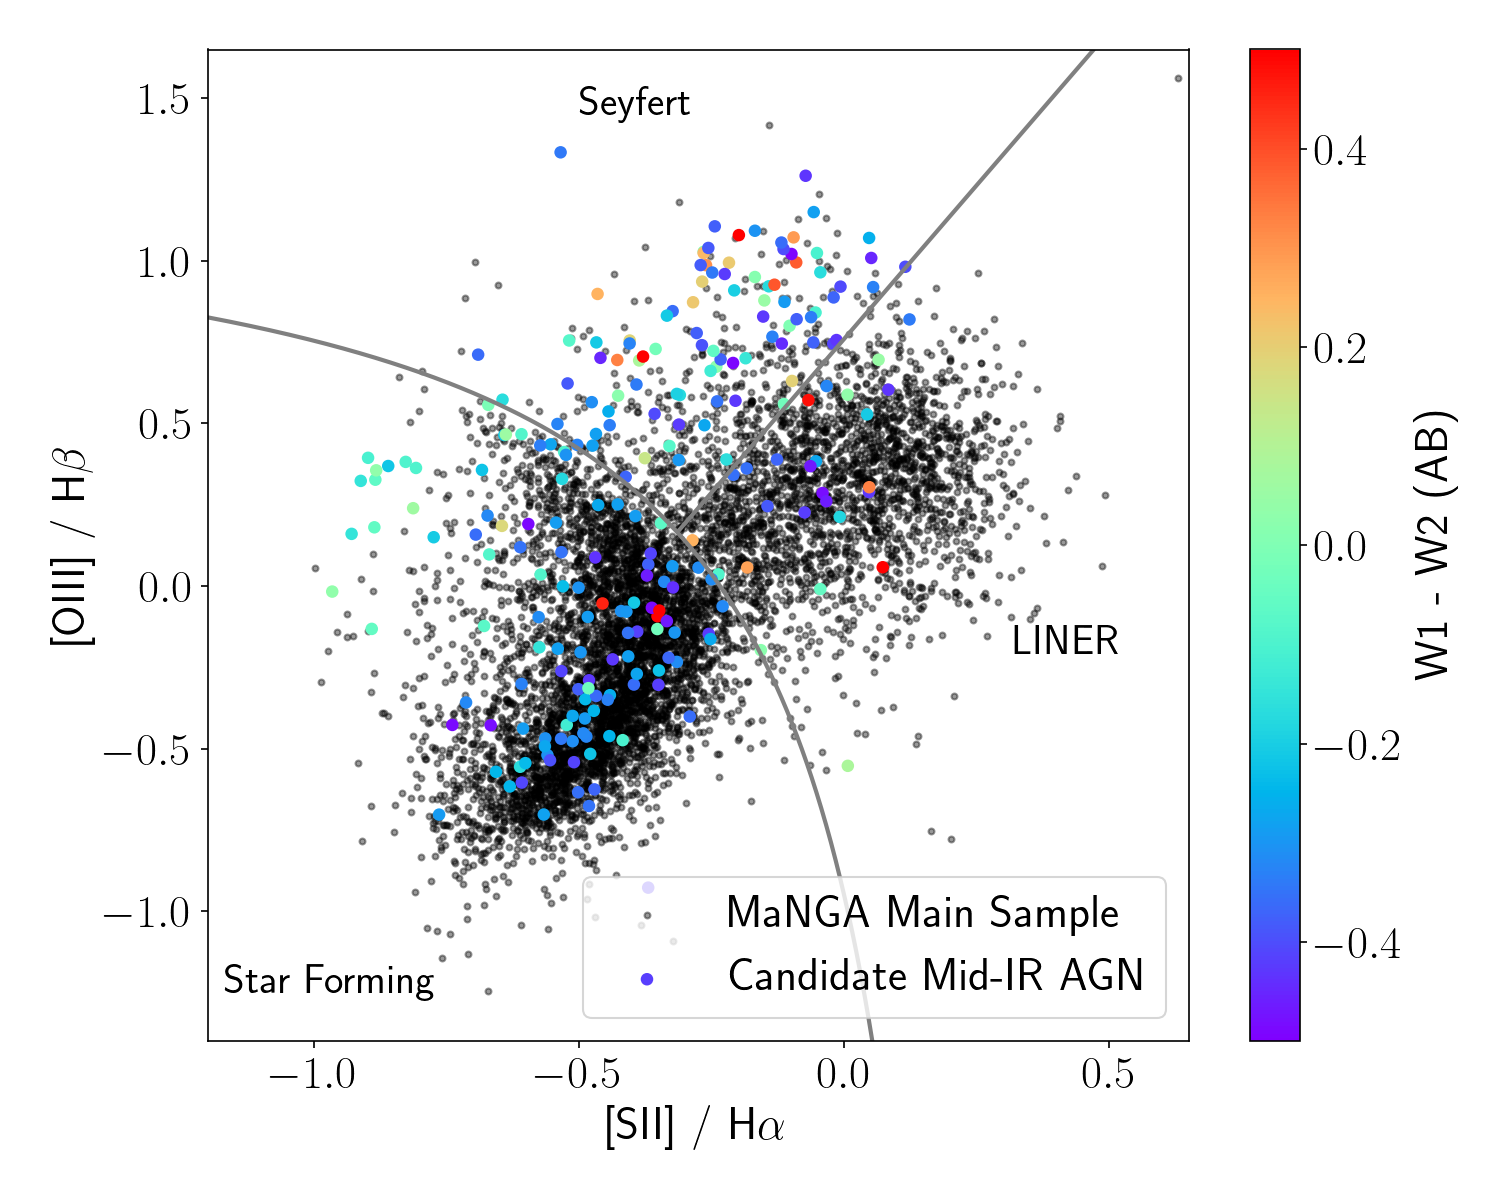 Seyfert
LINER
Star Forming
MaNGA Main Sample
Candidate Mid-IR AGN
1.5
1.0
0.5
0.0
−0.5
−1.0
[OIII] / Hβ
−1.0
−0.5
0.0
0.5
[SII] / Hα
0.4
0.2
0.0
−0.2
−0.4
W1 - W2 (AB)